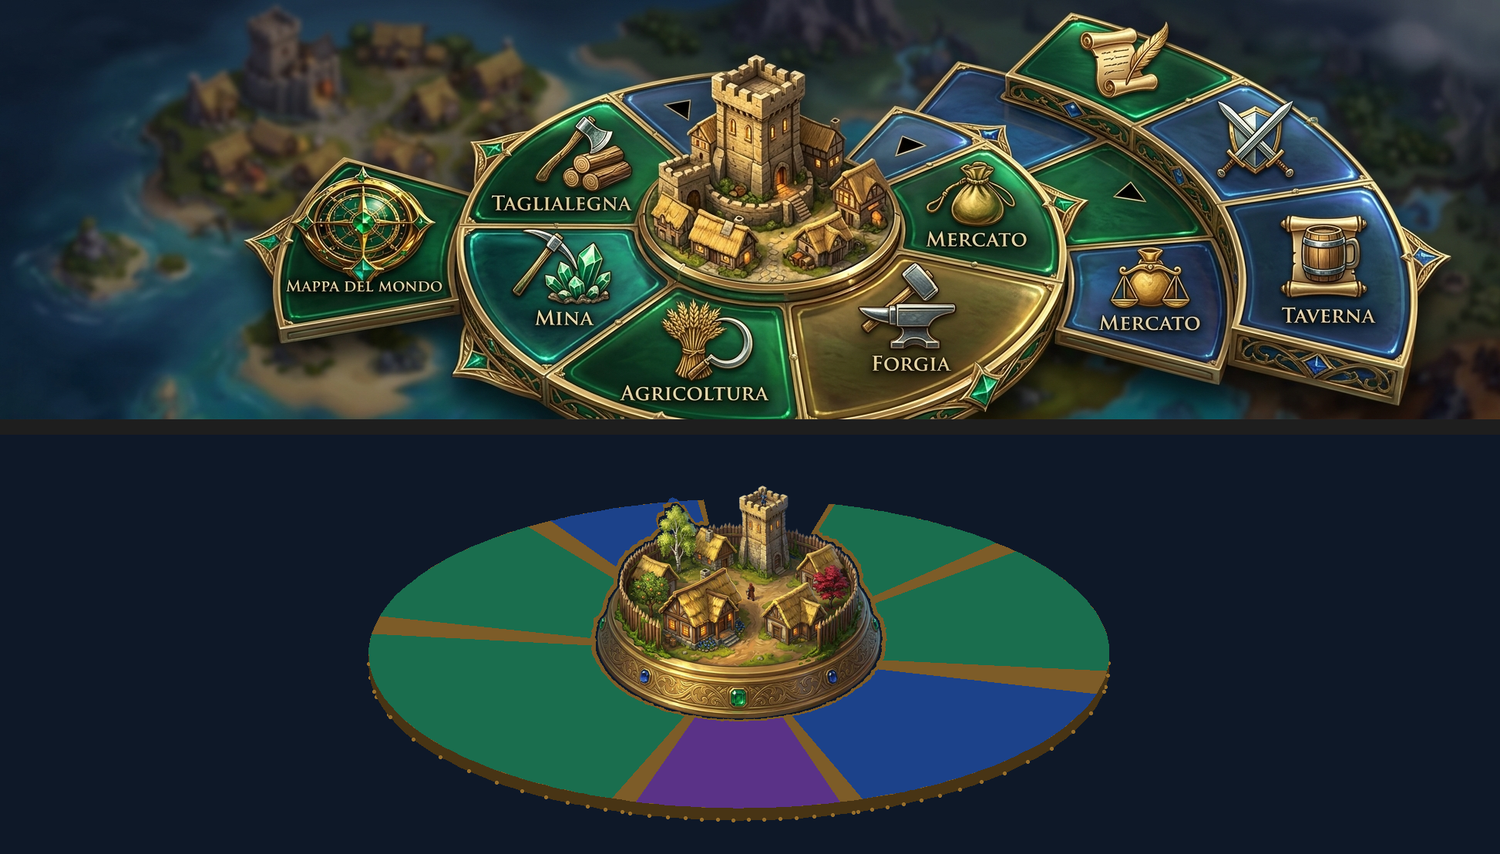 TAGLIALEGNA
MERCATO
MAPPA DEL MONDO
MINA
MERCATO
TAVERNA
FORGIA
AGRICOLTURA